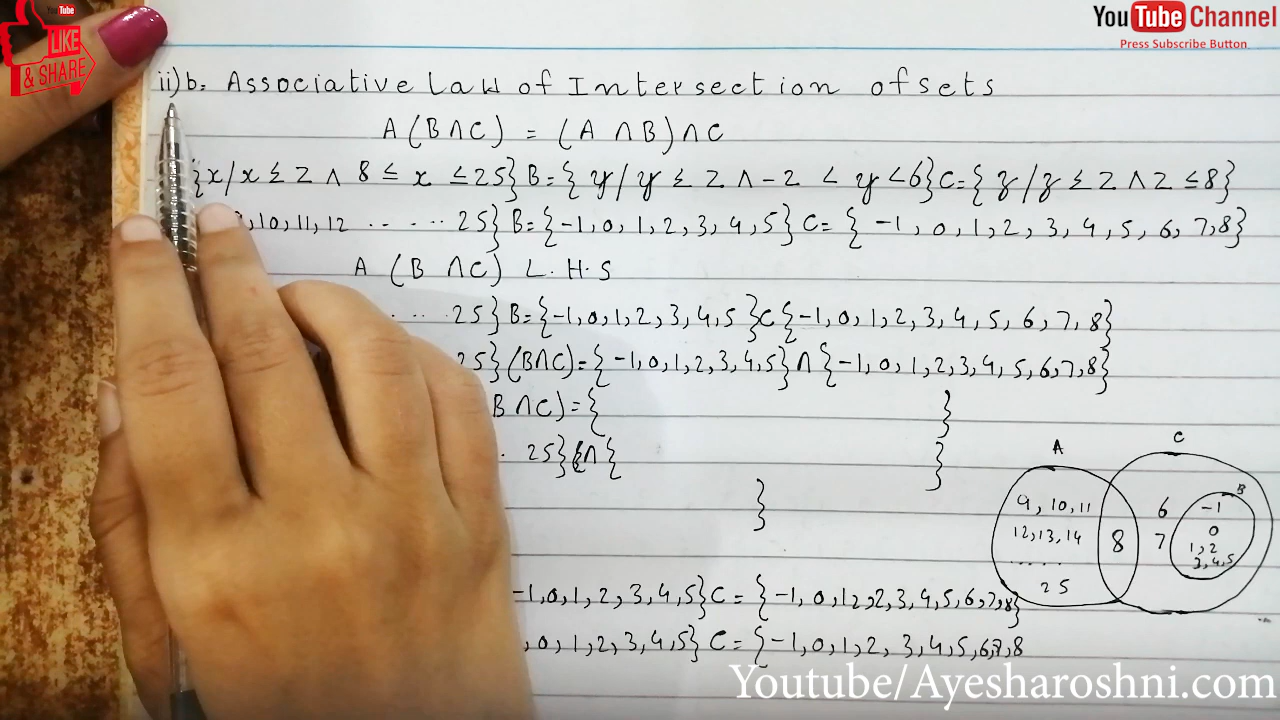 YouTube
LIKE
& SHARE
YouTube Channel
Press Subscribe Button
ii) b. Associative Law of Intersection of sets
A (B ∩ C) = (A ∩ B) ∩ C
{x/x ≤ Z ∧ 8 ≤ x ≤ 25} B = { y/y ≤ Z ∧ -2 < y < 6} C = { z/z ≤ Z ∧ Z ≤ 8}
, 10, 11, 12 ...... 25} B = {-1, 0, 1, 2, 3, 4, 5} C = { -1, 0, 1, 2, 3, 4, 5, 6, 7, 8}
A (B ∩ C) L.H.S
... 25} B = {-1, 0, 1, 2, 3, 4, 5} C {-1, 0, 1, 2, 3, 4, 5, 6, 7, 8}
25} (B∩C) = {-1, 0, 1, 2, 3, 4, 5} ∩ {-1, 0, 1, 2, 3, 4, 5, 6, 7, 8}
B ∩ C) = { }
. 25} ∩ { }
}
A C
B
9, 10, 11 6 -1
12, 13, 14 8 7 0
1, 2
...... 3, 4, 5
25
-1, 0, 1, 2, 3, 4, 5} C = {-1, 0, 12, 2, 3, 4, 5, 6, 7, 8}
, 0, 1, 2, 3, 4, 5} C = {-1, 0, 1, 2, 3, 4, 5, 6, 7, 8
Youtube/Ayesharoshni.com